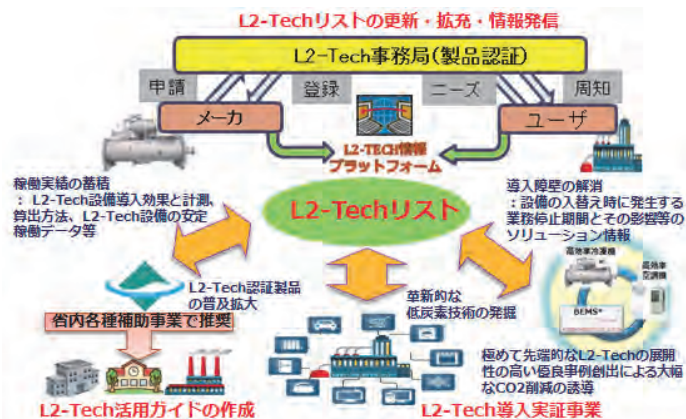 L2-Techリストの更新・拡充・情報発信
L2-Tech事務局(製品認証)
申請
登録
ニーズ
周知
メーカ
ユーザ
L2-TECH情報
プラットフォーム
稼働実績の蓄積
：L2-Tech設備導入効果と計測、
算出方法、L2-Tech設備の安定
稼働データ等
L2-Techリスト
導入障壁の解消
：設備の入替え時に発生する
業務停止期間とその影響等の
ソリューション情報
高効率冷凍機
高効率
空調機
BEMS*
L2-Tech認証製品
の普及拡大
省内各種補助事業で推奨
革新的な
低炭素技術の発掘
極めて先端的なL2-Techの展開
性の高い優良事例創出による大幅
なCO2削減の誘導
L2-Tech活用ガイドの作成
L2-Tech導入実証事業